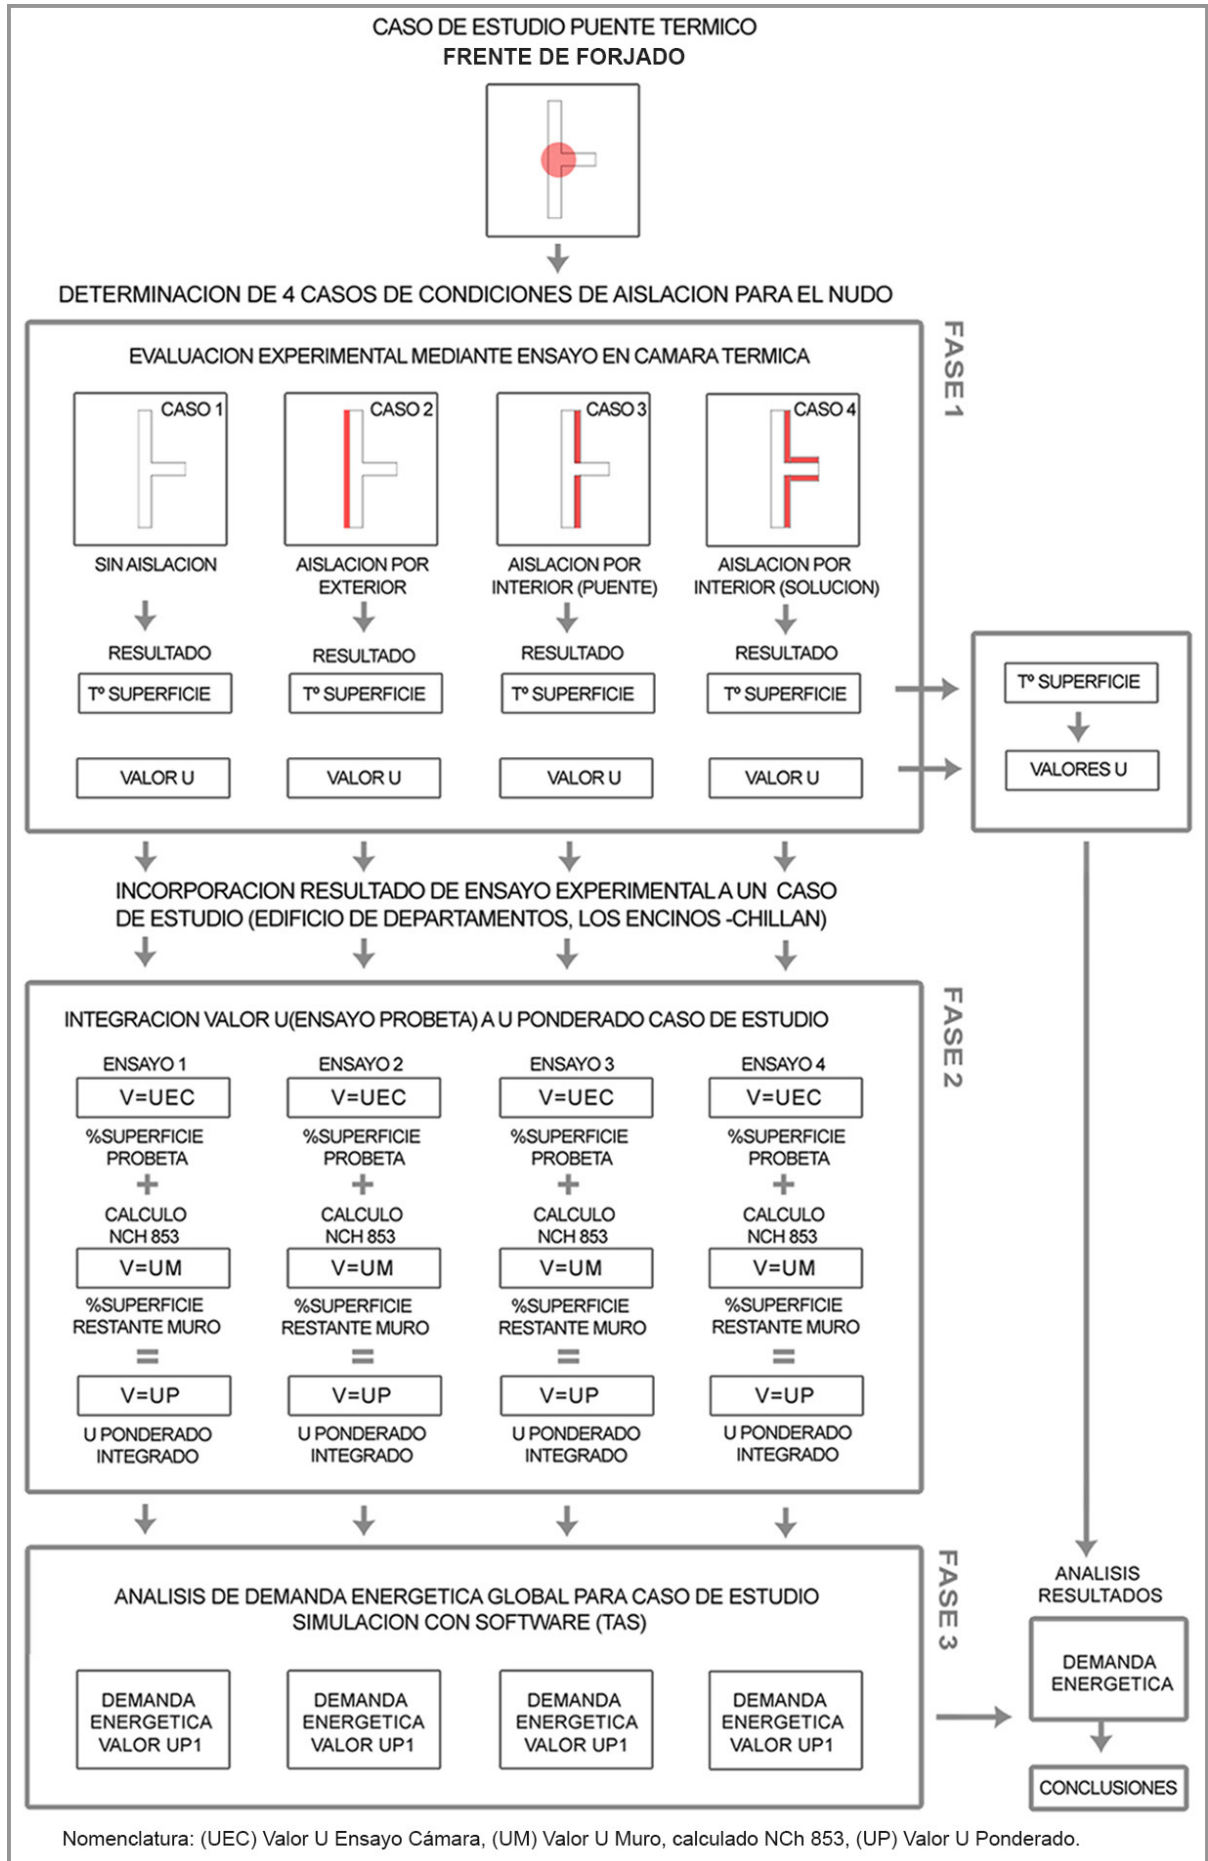 CASO DE ESTUDIO PUENTE TERMICO
FRENTE DE FORJADO
DETERMINACION DE 4 CASOS DE CONDICIONES DE AISLACION PARA EL NUDO
FASE 1
EVALUACION EXPERIMENTAL MEDIANTE ENSAYO EN CAMARA TERMICA
CASO 1
CASO 2
CASO 3
CASO 4
SIN AISLACION
AISLACION POR
EXTERIOR
AISLACION POR
INTERIOR (PUENTE)
AISLACION POR
INTERIOR (SOLUCION)
RESULTADO
RESULTADO
RESULTADO
RESULTADO
Tº SUPERFICIE
Tº SUPERFICIE
Tº SUPERFICIE
Tº SUPERFICIE
VALOR U
VALOR U
VALOR U
VALOR U
Tº SUPERFICIE
VALORES U
INCORPORACION RESULTADO DE ENSAYO EXPERIMENTAL A UN CASO
DE ESTUDIO (EDIFICIO DE DEPARTAMENTOS, LOS ENCINOS -CHILLAN)
FASE 2
INTEGRACION VALOR U(ENSAYO PROBETA) A U PONDERADO CASO DE ESTUDIO
ENSAYO 1
ENSAYO 2
ENSAYO 3
ENSAYO 4
V=UEC
V=UEC
V=UEC
V=UEC
%SUPERFICIE
PROBETA
%SUPERFICIE
PROBETA
%SUPERFICIE
PROBETA
%SUPERFICIE
PROBETA
+
+
+
+
CALCULO
NCH 853
CALCULO
NCH 853
CALCULO
NCH 853
CALCULO
NCH 853
V=UM
V=UM
V=UM
V=UM
%SUPERFICIE
RESTANTE MURO
%SUPERFICIE
RESTANTE MURO
%SUPERFICIE
RESTANTE MURO
%SUPERFICIE
RESTANTE MURO
=
=
=
=
V=UP
V=UP
V=UP
V=UP
U PONDERADO
INTEGRADO
U PONDERADO
INTEGRADO
U PONDERADO
INTEGRADO
U PONDERADO
INTEGRADO
FASE 3
ANALISIS DE DEMANDA ENERGETICA GLOBAL PARA CASO DE ESTUDIO
SIMULACION CON SOFTWARE (TAS)
DEMANDA
ENERGETICA
VALOR UP1
DEMANDA
ENERGETICA
VALOR UP1
DEMANDA
ENERGETICA
VALOR UP1
DEMANDA
ENERGETICA
VALOR UP1
ANALISIS
RESULTADOS
DEMANDA
ENERGETICA
CONCLUSIONES
Nomenclatura: (UEC) Valor U Ensayo Cámara, (UM) Valor U Muro, calculado NCh 853, (UP) Valor U Ponderado.